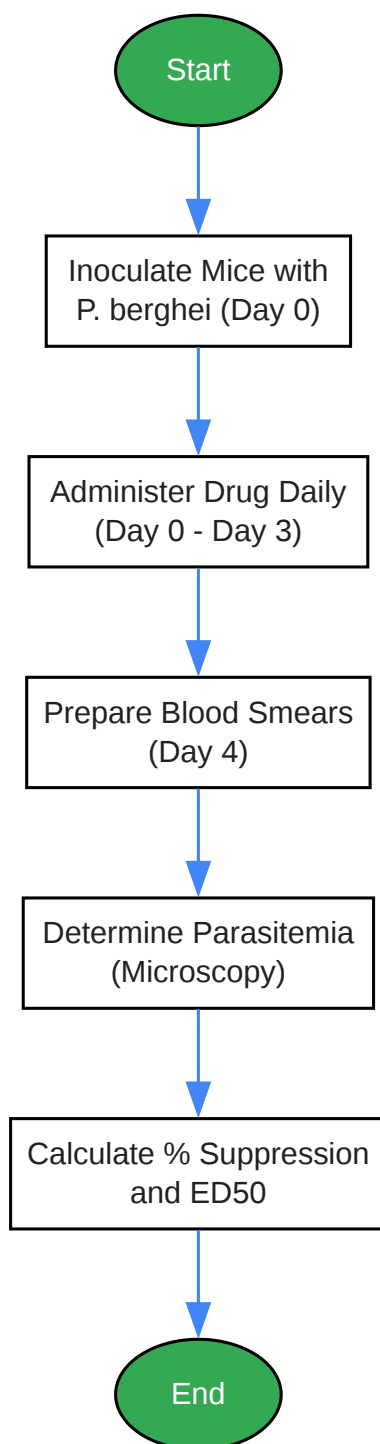 Start
Inoculate Mice with
P. berghei (Day 0)
Administer Drug Daily
(Day 0 - Day 3)
Prepare Blood Smears
(Day 4)
Determine Parasitemia
(Microscopy)
Calculate % Suppression
and ED50
End